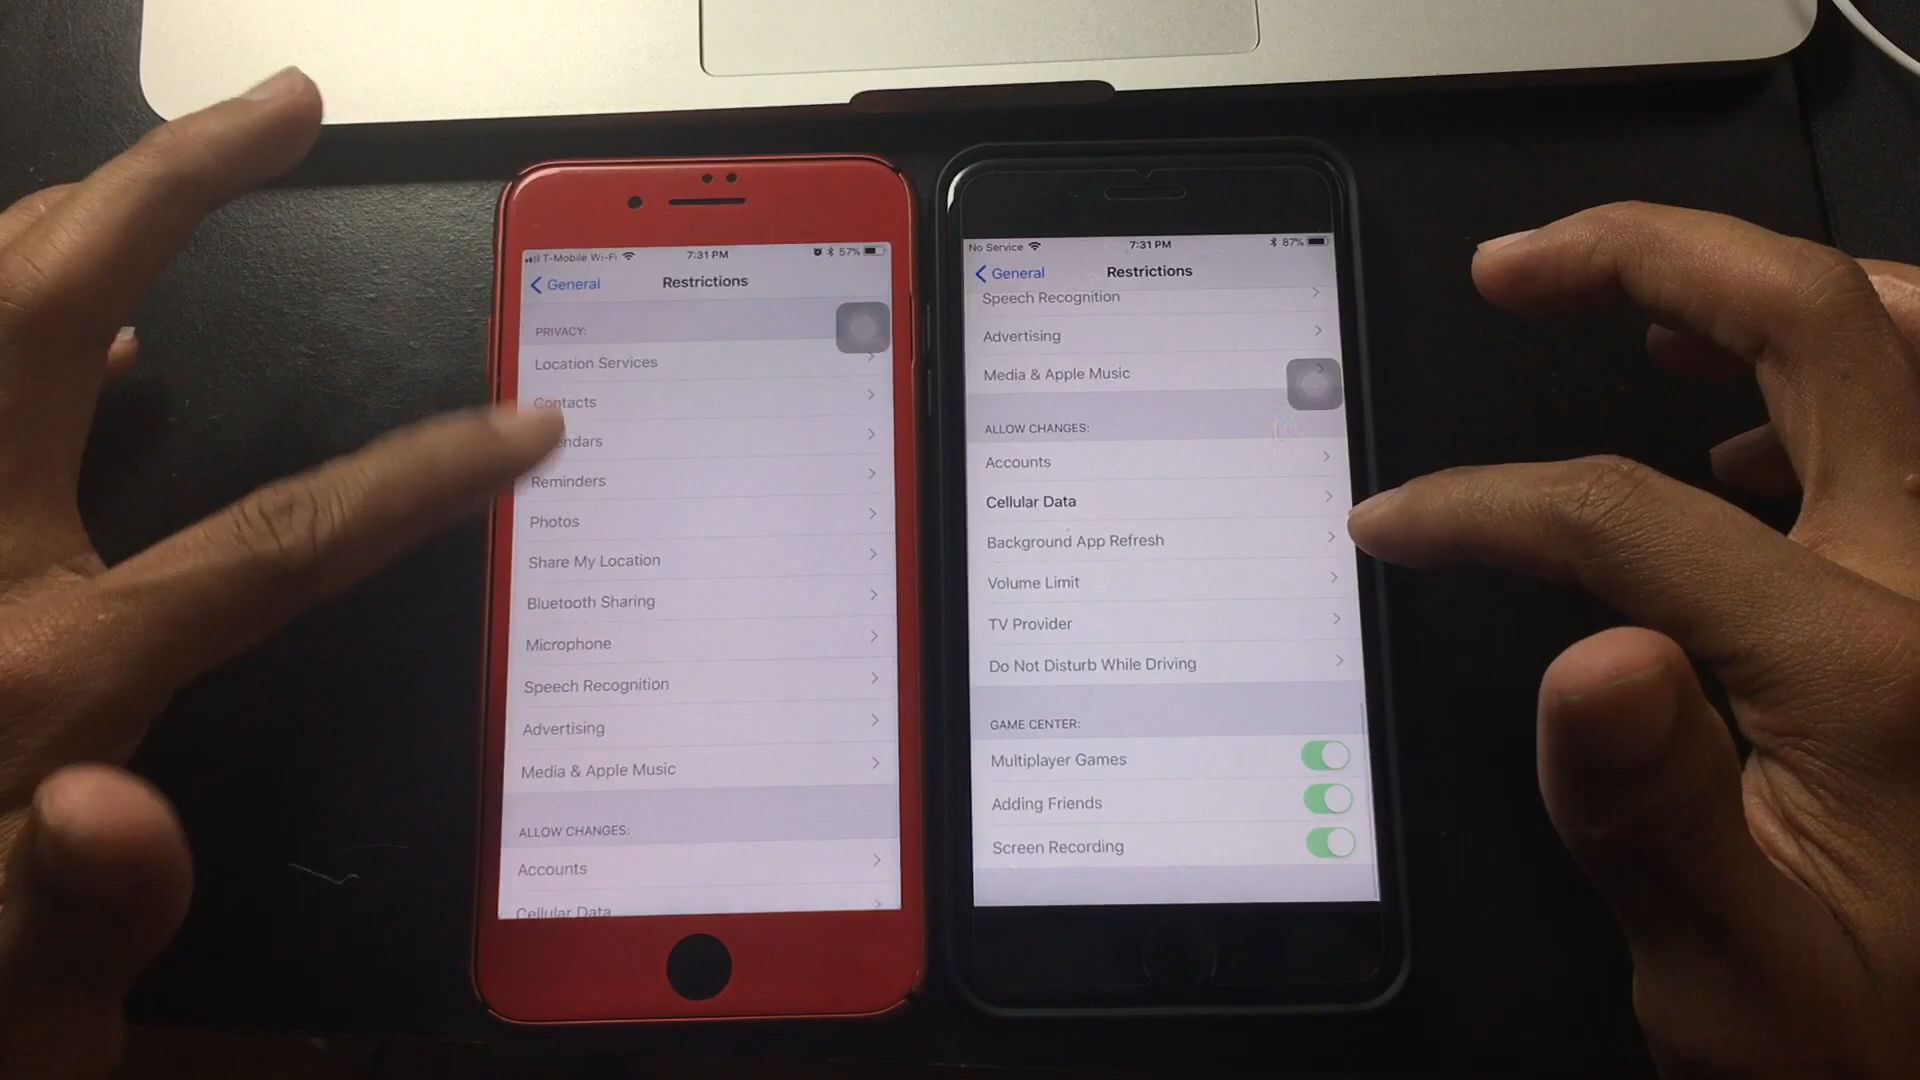 T-Mobile Wi-Fi 7:31 PM 57%
General Restrictions
PRIVACY:
Location Services
Contacts
endars
Reminders
Photos
Share My Location
Bluetooth Sharing
Microphone
Speech Recognition
Advertising
Media & Apple Music
ALLOW CHANGES:
Accounts
Cellular Data
No Service 7:31 PM 87%
General Restrictions
Speech Recognition
Advertising
Media & Apple Music
ALLOW CHANGES:
Accounts
Cellular Data
Background App Refresh
Volume Limit
TV Provider
Do Not Disturb While Driving
GAME CENTER:
Multiplayer Games
Adding Friends
Screen Recording